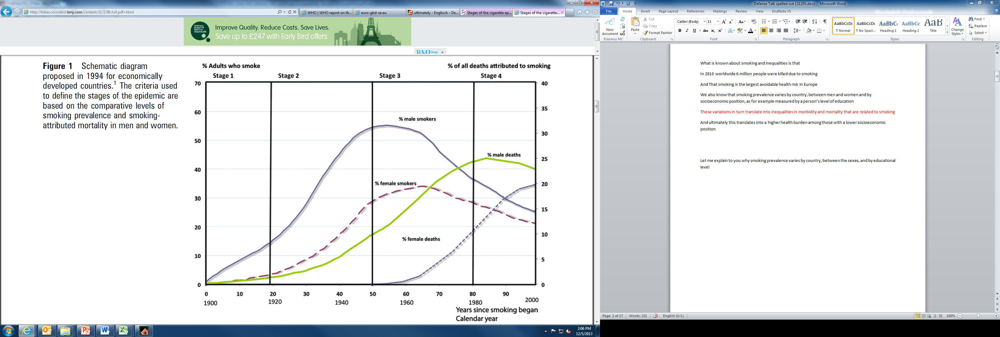 http://tobaccocontrol.bmj.com/content/21/2/96.full.pdf+html
WHO | WHO report on th...
euro-gbd-se.eu
ultimately - Englisch - De...
Stages of the cigarette ep...
Stages of the cigarette...
QUALITY &
SAFETY IN
HEALTHCARE
Improve Quality. Reduce Costs. Save Lives.
Save up to £247 with Early Bird offers
BMJ Group
Figure 1 Schematic diagram
proposed in 1994 for economically
developed countries.1 The criteria used
to define the stages of the epidemic are
based on the comparative levels of
smoking prevalence and smoking-
attributed mortality in men and women.
% Adults who smoke
% of all deaths attributed to smoking
Stage 1 Stage 2 Stage 3 Stage 4
70 40
35
60
% male smokers
30
50
% male deaths
25
40
% female smokers
20
30
15
20
10
% female deaths
10
5
0 0
0 10 20 30 40 50 60 70 80 90
1900 1920 1940 1960 1980 2000
Years since smoking began
Calendar year
2:06 PM
12/5/2013
Defense Talk spelled out 131205.docx - Microsoft Word
File Home Insert Page Layout References Mailings Review View EndNote X5
New
document
Erasmus MC
Paste
Cut
Copy
Format Painter
Clipboard
Calibri (Body) 11
B I U abc x₂ x²
Font
Paragraph
AaBbCcDc AaBbCcDc AaBbC AaBbCc AaB
¶ Normal ¶ No Spaci... Heading 1 Heading 2 Title
Change
Styles
Styles
Find
Replace
Select
Editing
What is known about smoking and inequalities is that
In 2010 worldwide 6 million people were killed due to smoking
And That smoking is the largest avoidable health risk in Europe
We also know that smoking prevalence varies by country, between men and women and by
socioeconomic position, as for example measured by a person's level of education
These variations in turn translate into inequalities in morbidity and mortality that are related to smoking
And ultimately this translates into a higher health burden among those with a lower socioeconomic
position
Let me explain to you why smoking prevalence varies by country, between the sexes, and by educational
level
Page: 2 of 17 Words: 221 English (U.S.) 100%